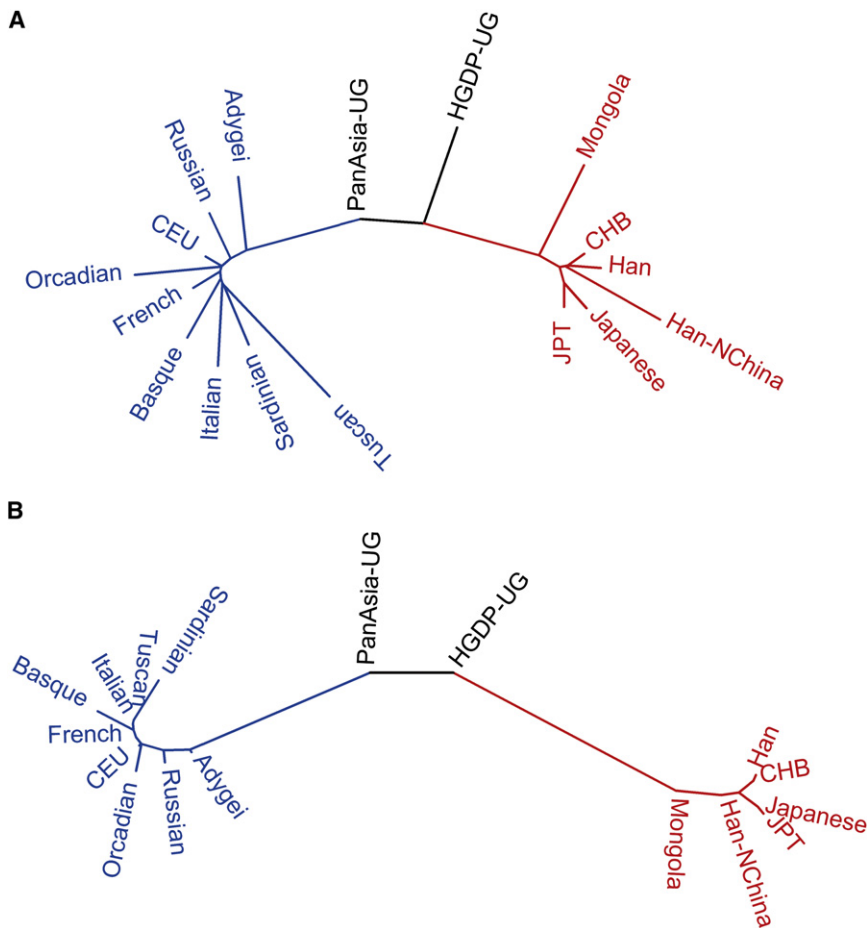 A
PanAsia-UG
HGDP-UG
Mongola
Adygei
Russian
CEU
Orcadian
French
Basque
Italian
Sardinian
Tuscan
CHB
Han
Han-NChina
Japanese
JPT
B
PanAsia-UG
HGDP-UG
Sardinian
Tuscan
Italian
Basque
French
CEU
Orcadian
Russian
Adygei
Han
CHB
Japanese
JPT
Han-NChina
Mongola